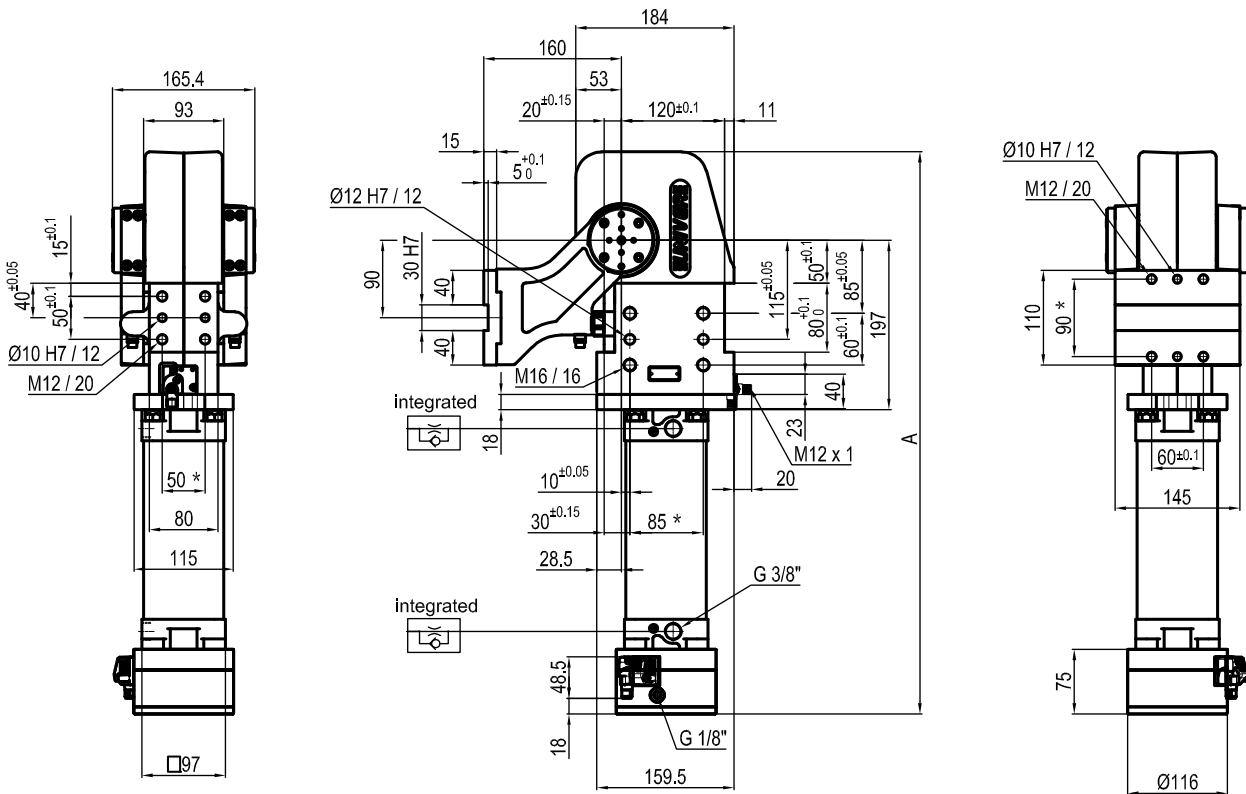 165.4
93
15±0.1
40±0.05
50±0.1
Ø10 H7 / 12
M12 / 20
50 *
80
115
□97
184
160
53
20±0.15
120±0.1
11
15
5 +0.1 0
Ø12 H7 / 12
UNIVER
90
30 H7
40
40
M16 / 16
115±0.05
50±0.1
80 +0.1 0
85±0.05
60±0.1
197
A
integrated
18
40
23
M12 x 1
20
10±0.05
30±0.15
85 *
28.5
G 3/8"
integrated
48.5
18
G 1/8"
159.5
Ø10 H7 / 12
M12 / 20
110
90 *
60±0.1
145
75
Ø116